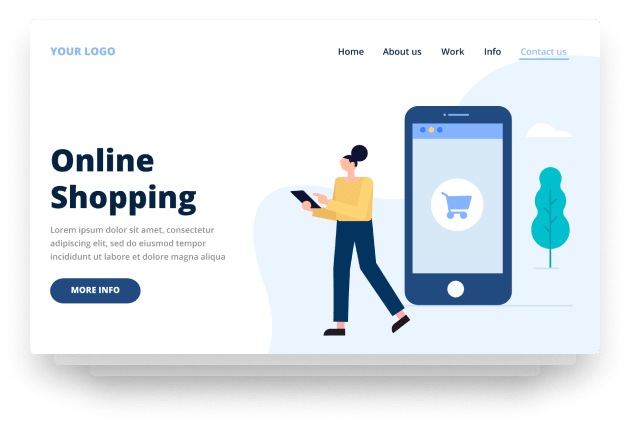 YOUR LOGO
Home About us Work Info Contact us
Online
Shopping
Lorem ipsum dolor sit amet, consectetur
adipiscing elit, sed do eiusmod tempor
incididunt ut labore et dolore magna aliqua
MORE INFO